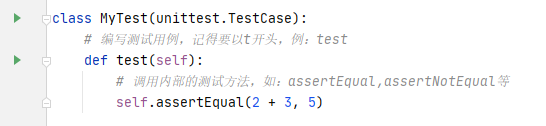 class MyTest(unittest.TestCase):
# 编写测试用例，记得要以t开头，例：test
def test(self):
# 调用内部的测试方法，如：assertEqual,assertNotEqual等
self.assertEqual(2 + 3, 5)